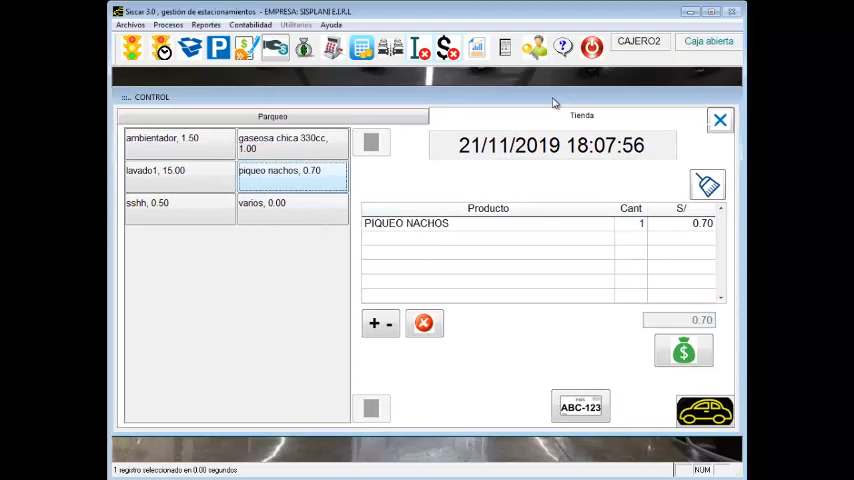 Siscar 3.0 , gestión de estacionamientos - EMPRESA: SISPLANI E.I.R.L
Archivos Procesos Reportes Contabilidad Utilitarios Ayuda
P
CAJERO2
Caja abierta
::.. CONTROL
Parqueo
Tienda
ambientador, 1.50
gaseosa chica 330cc, 1.00
lavado1, 15.00
piqueo nachos, 0.70
sshh, 0.50
varios, 0.00
21/11/2019 18:07:56
Producto Cant S/
PIQUEO NACHOS 1 0.70
+ -
0.70
ABC-123
1 registro seleccionado en 0.00 segundos
NUM